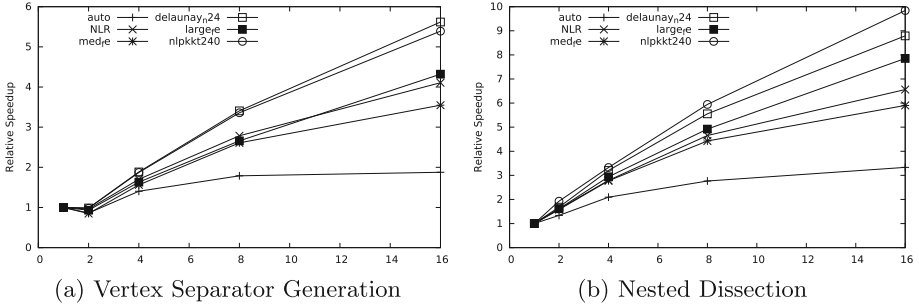 6
5
4
3
2
1
0
Relative Speedup
auto
NLR
med_fe
delaunay_n24
large_fe
nlpkkt240
0 2 4 6 8 10 12 14 16
(a) Vertex Separator Generation
10
9
8
7
6
5
4
3
2
1
0
Relative Speedup
auto
NLR
med_fe
delaunay_n24
large_fe
nlpkkt240
0 2 4 6 8 10 12 14 16
(b) Nested Dissection